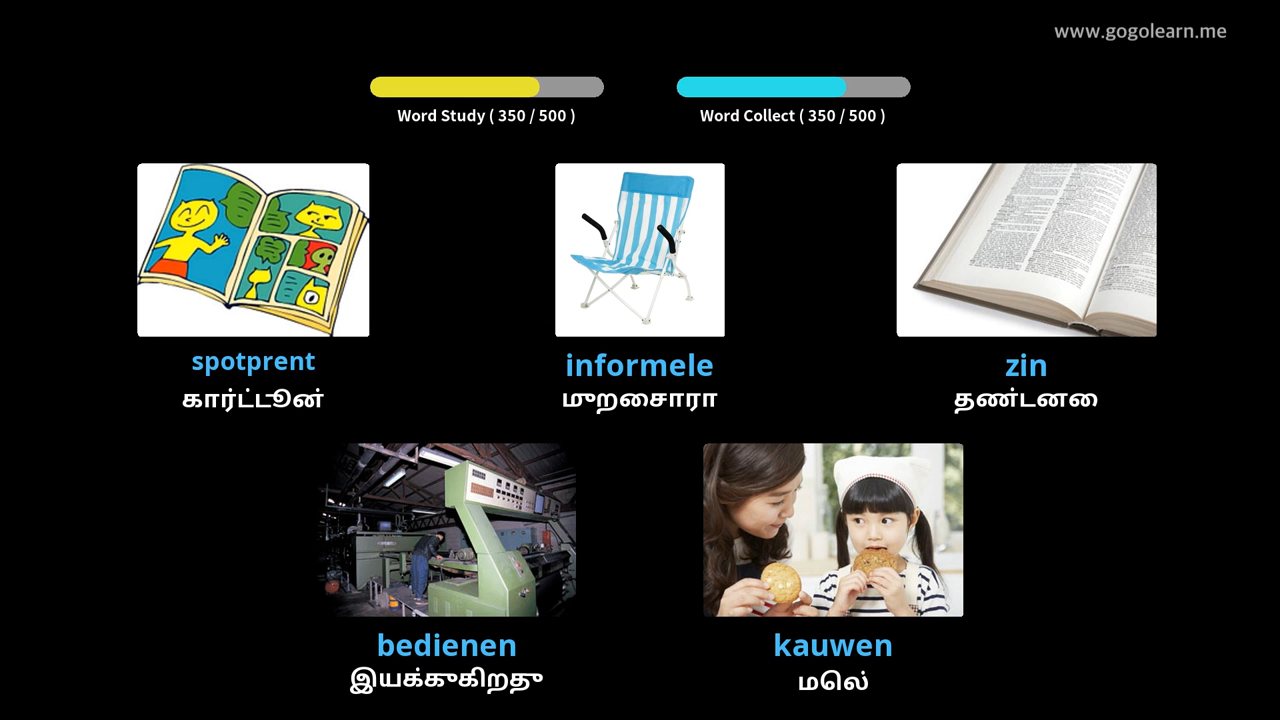 www.gogolearn.me
Word Study ( 350 / 500 )
Word Collect ( 350 / 500 )
spotprent
கார்ட்டூன்
informele
முறைசாரா
zin
தண்டனை
bedienen
இயக்குகிறது
kauwen
மெல்